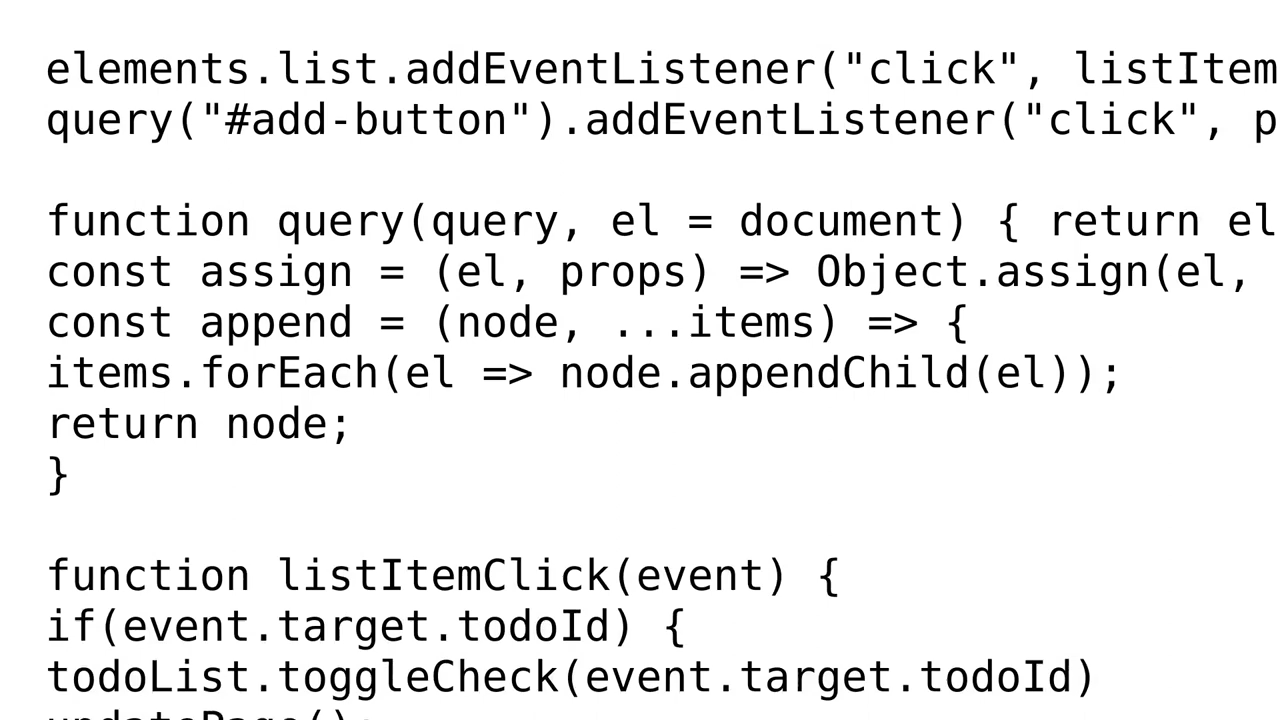 elements.list.addEventListener("click", listItem
query("#add-button").addEventListener("click", p
function query(query, el = document) { return el
const assign = (el, props) => Object.assign(el,
const append = (node, ...items) => {
items.forEach(el => node.appendChild(el));
return node;
}
function listItemClick(event) {
if(event.target.todoId) {
todoList.toggleCheck(event.target.todoId)
updatePage();